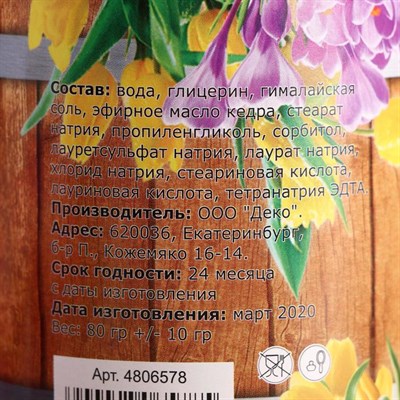 Состав: вода, глицерин, гималайская
соль, эфирное масло кедра, стеарат
натрия, пропиленгликоль, сорбитол,
лауретсульфат натрия, лаурат натрия,
хлорид натрия, стеариновая кислота,
лауриновая кислота, тетранатрия ЭДТА.
Производитель: ООО "Деко".
Адрес: 620036, Екатеринбург,
б-р П., Кожемяко 16-14.
Срок годности: 24 месяца
с даты изготовления
Дата изготовления: март 2020
Вес: 80 гр +/- 10 гр
Арт. 4806578